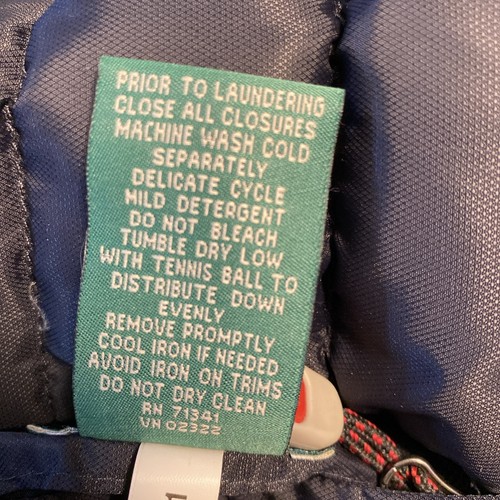 PRIOR TO LAUNDERING
CLOSE ALL CLOSURES
MACHINE WASH COLD
SEPARATELY
DELICATE CYCLE
MILD DETERGENT
DO NOT BLEACH
TUMBLE DRY LOW
WITH TENNIS BALL TO
DISTRIBUTE DOWN
EVENLY
REMOVE PROMPTLY
COOL IRON IF NEEDED
AVOID IRON ON TRIMS
DO NOT DRY CLEAN
RN 71341
VN 02322